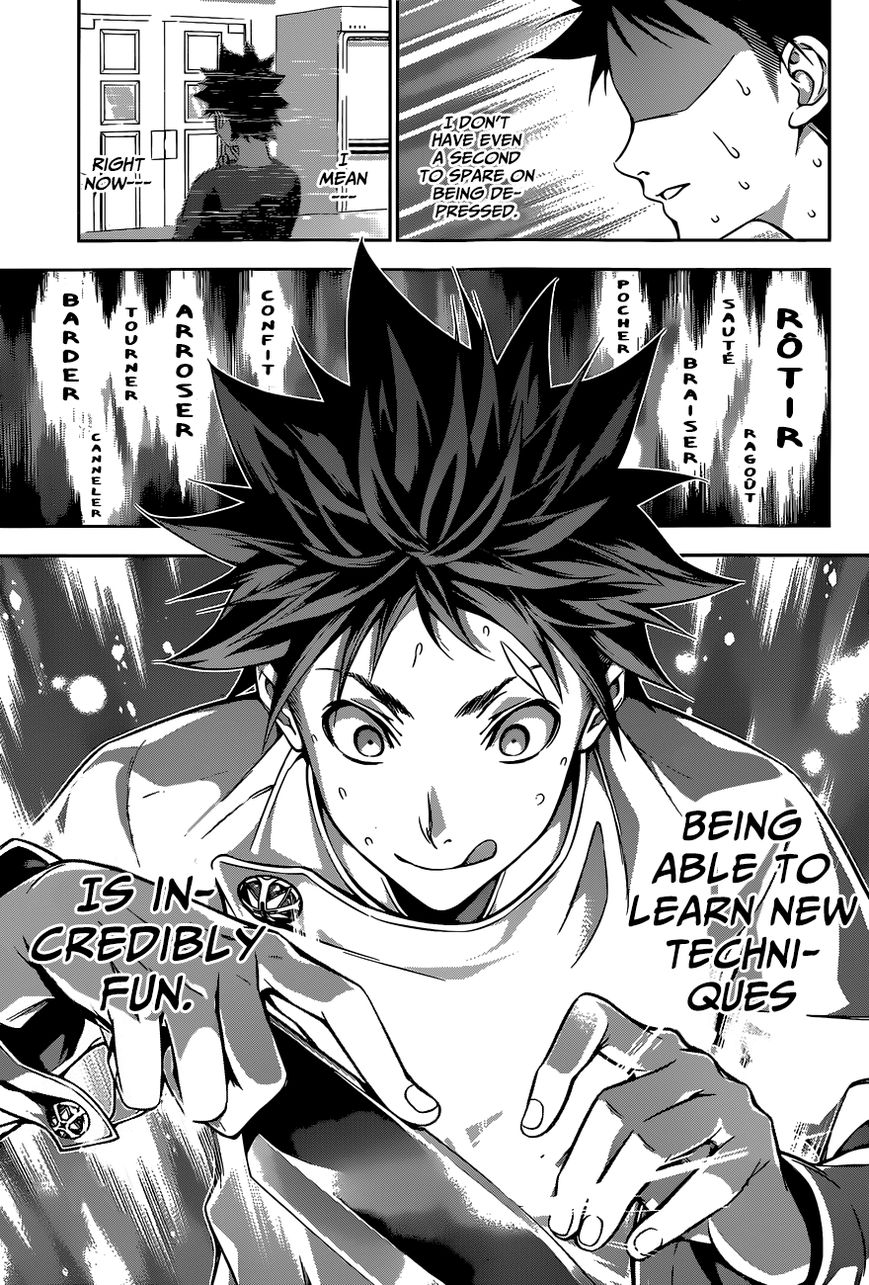 I DON'T
HAVE EVEN
A SECOND
TO SPARE ON
BEING DE-
PRESSED.
I
MEAN
---
RIGHT
NOW---
RÔTIR
RAGOÛT
SAUTÉ
BRAISER
POCHER
CONFIT
ARROSER
TOURNER
CANNELER
BARDER
BEING
ABLE TO
LEARN NEW
TECHNI-
QUES
IS IN-
CREDIBLY
FUN.